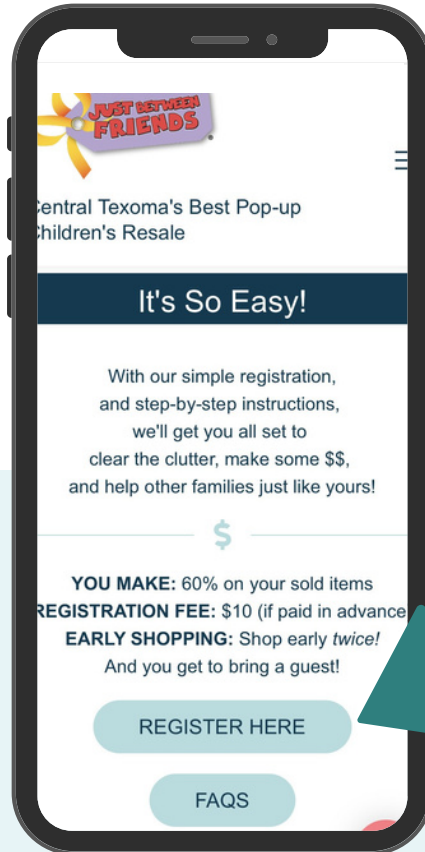 JUST BETWEEN
FRIENDS
Central Texoma's Best Pop-up
Children's Resale
It's So Easy!
With our simple registration,
and step-by-step instructions,
we'll get you all set to
clear the clutter, make some $$,
and help other families just like yours!
$
YOU MAKE: 60% on your sold items
REGISTRATION FEE: $10 (if paid in advance
EARLY SHOPPING: Shop early twice!
And you get to bring a guest!
REGISTER HERE
FAQS